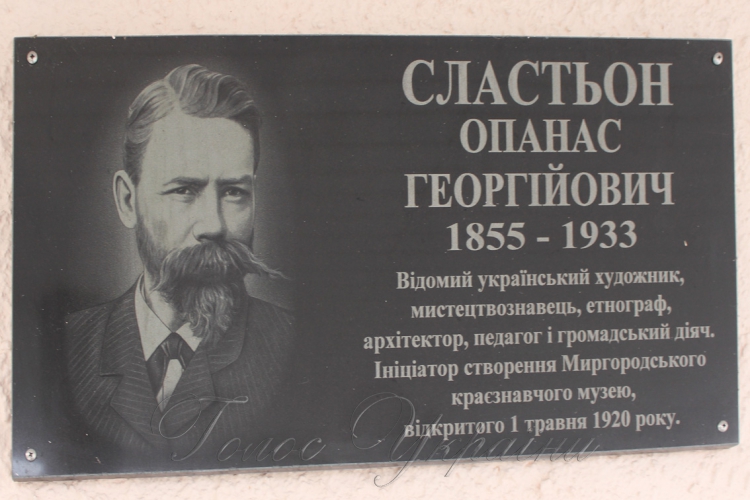 СЛАСТЬОН
ОПАНАС
ГЕОРГІЙОВИЧ
1855 - 1933
Відомий український художник,
мистецтвознавець, етнограф,
архітектор, педагог і громадський діяч.
Ініціатор створення Миргородського
краєзнавчого музею,
відкритого 1 травня 1920 року.
Голос України